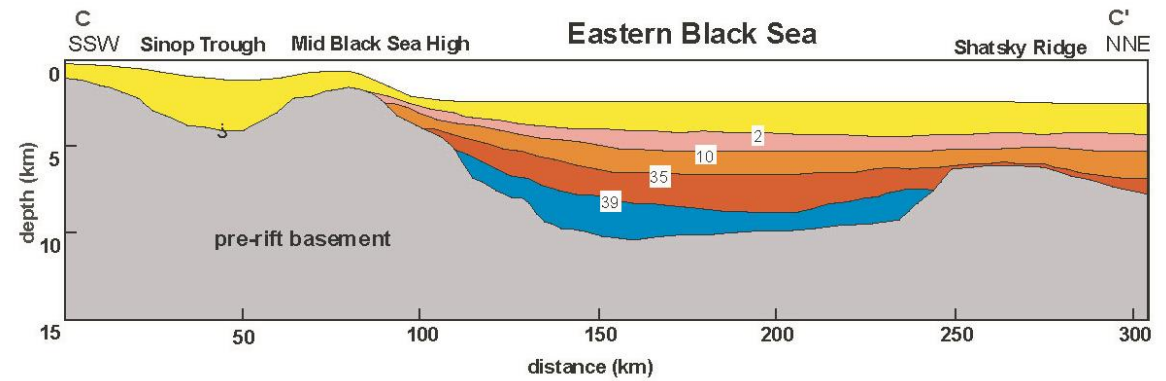 C
C'
SSW
Sinop Trough
Mid Black Sea High
Eastern Black Sea
Shatsky Ridge
NNE
0
5
10
15
depth (km)
2
10
35
39
pre-rift basement
50
100
150
200
250
300
distance (km)